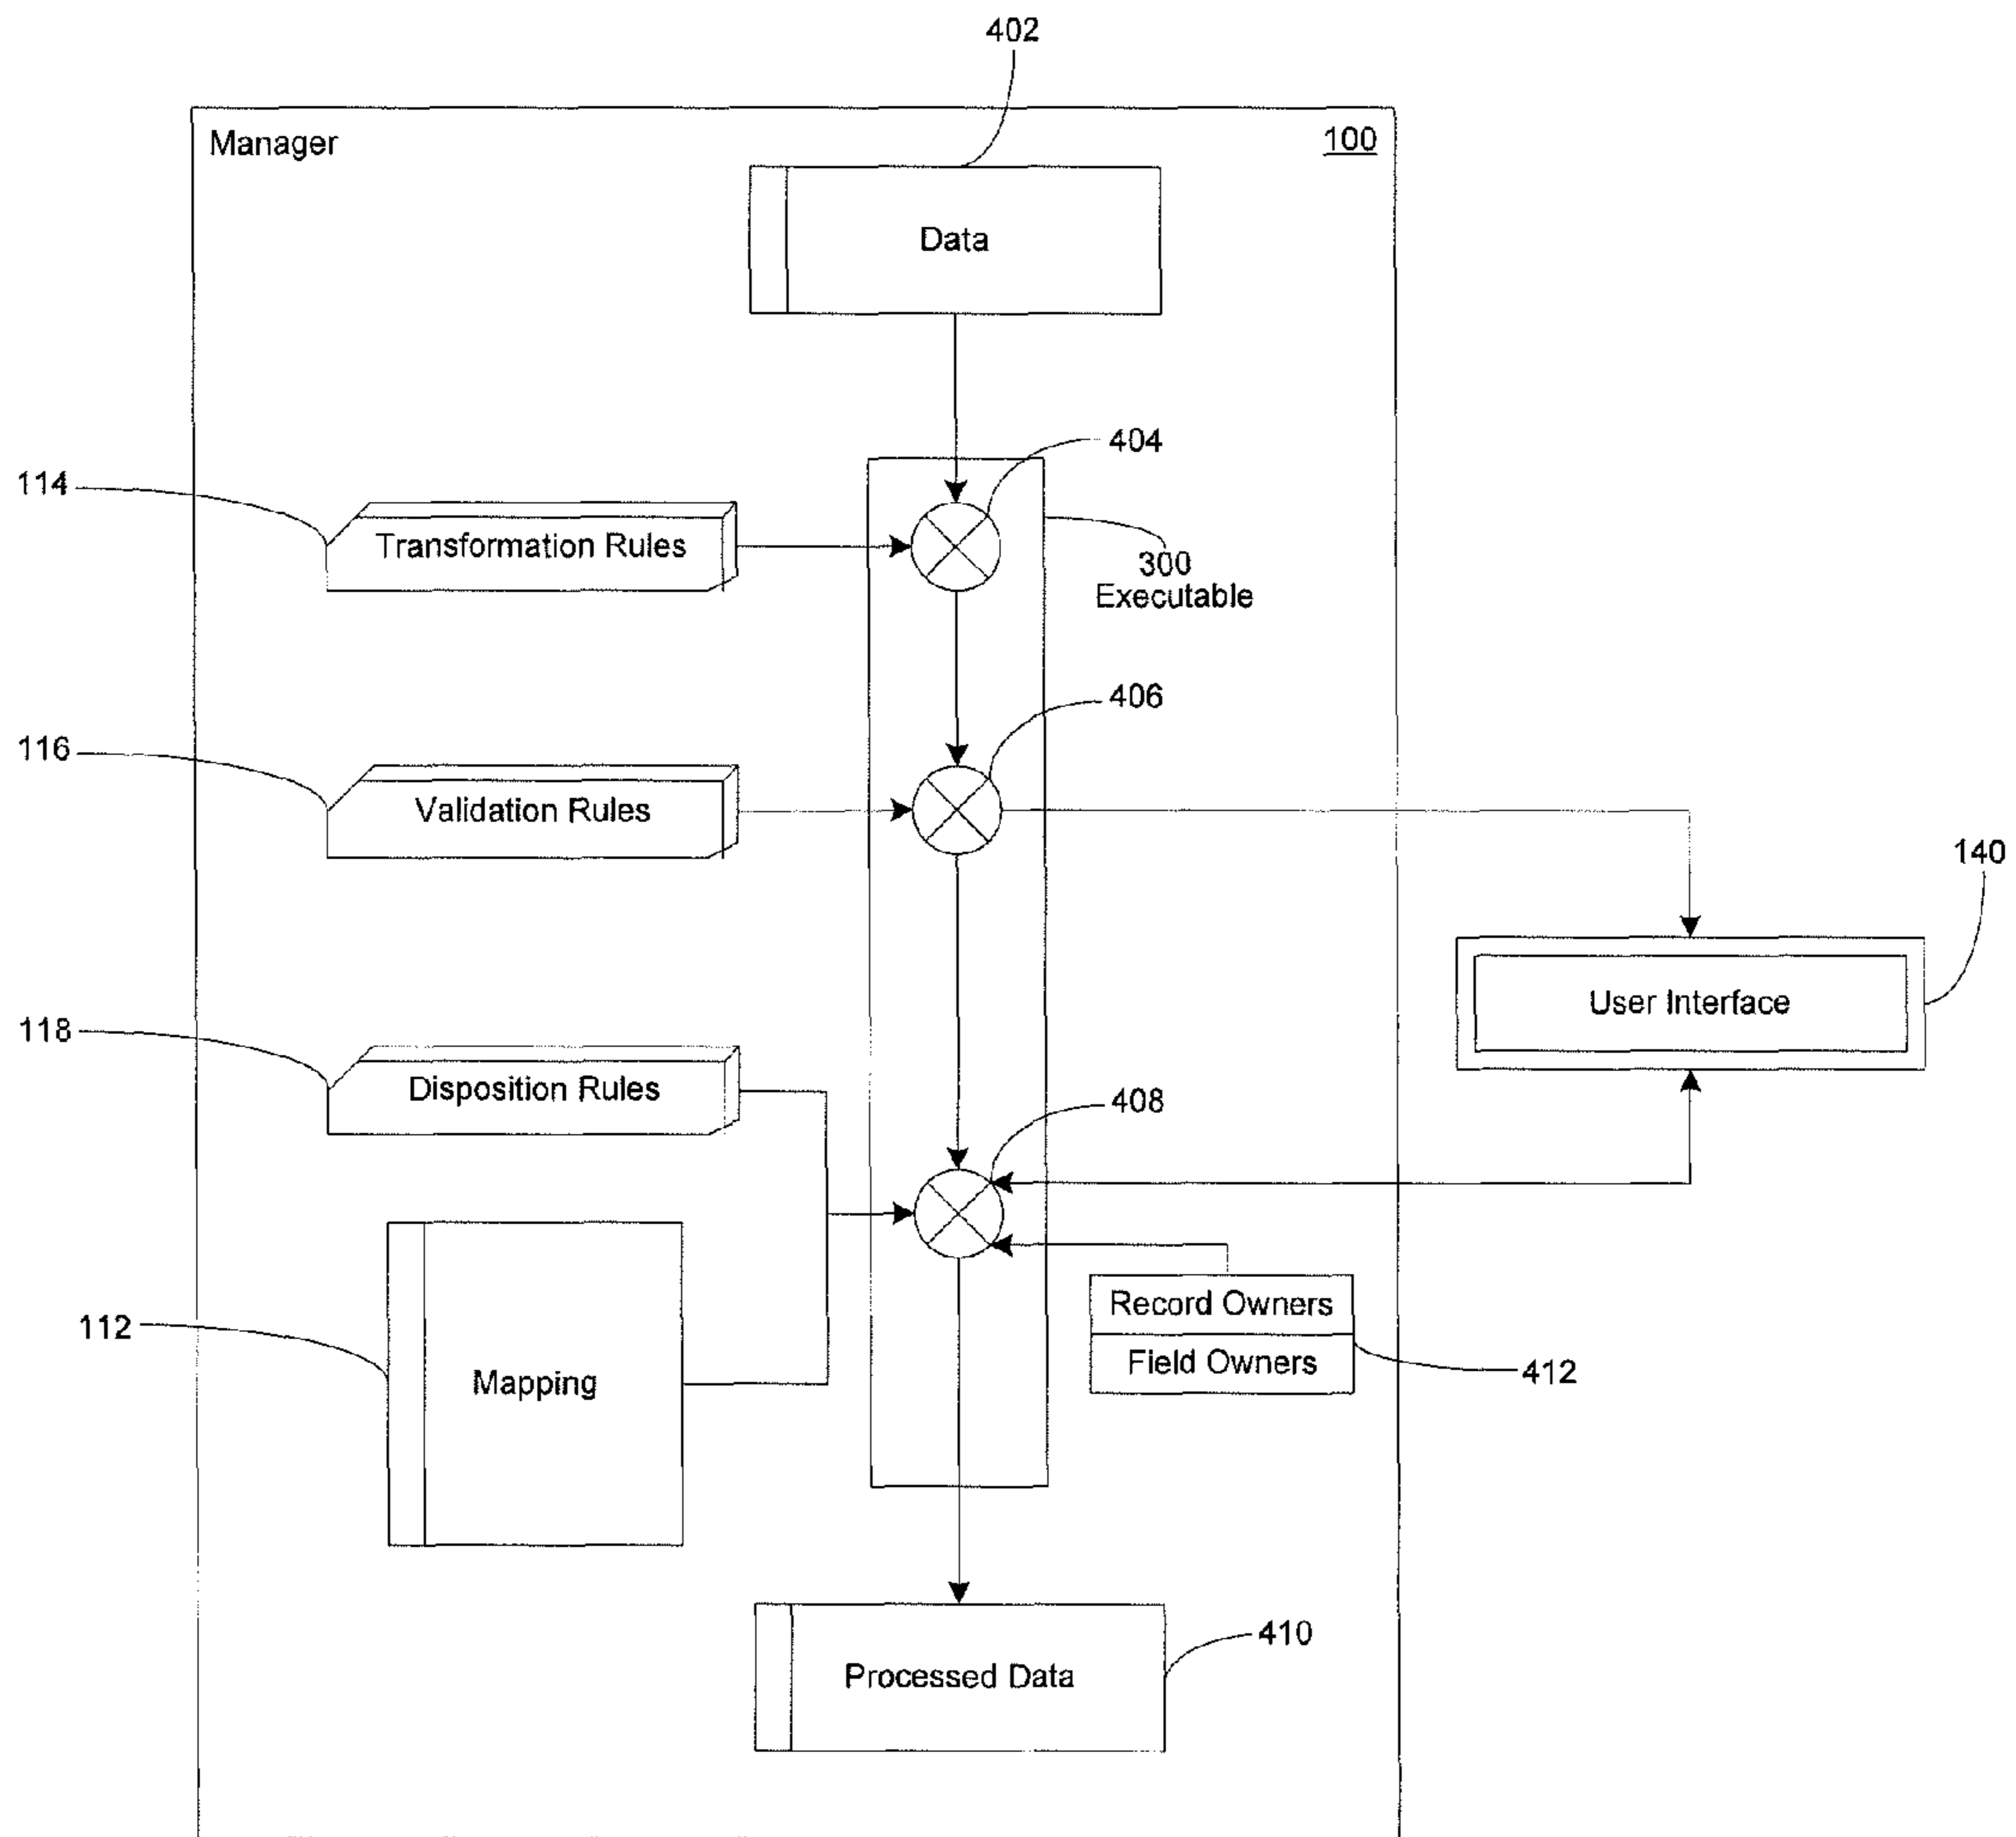 402
Manager
100
Data
404
114
Transformation Rules
300
Executable
406
116
Validation Rules
140
User Interface
118
Disposition Rules
408
Record Owners
112
Mapping
Field Owners
412
410
Processed Data